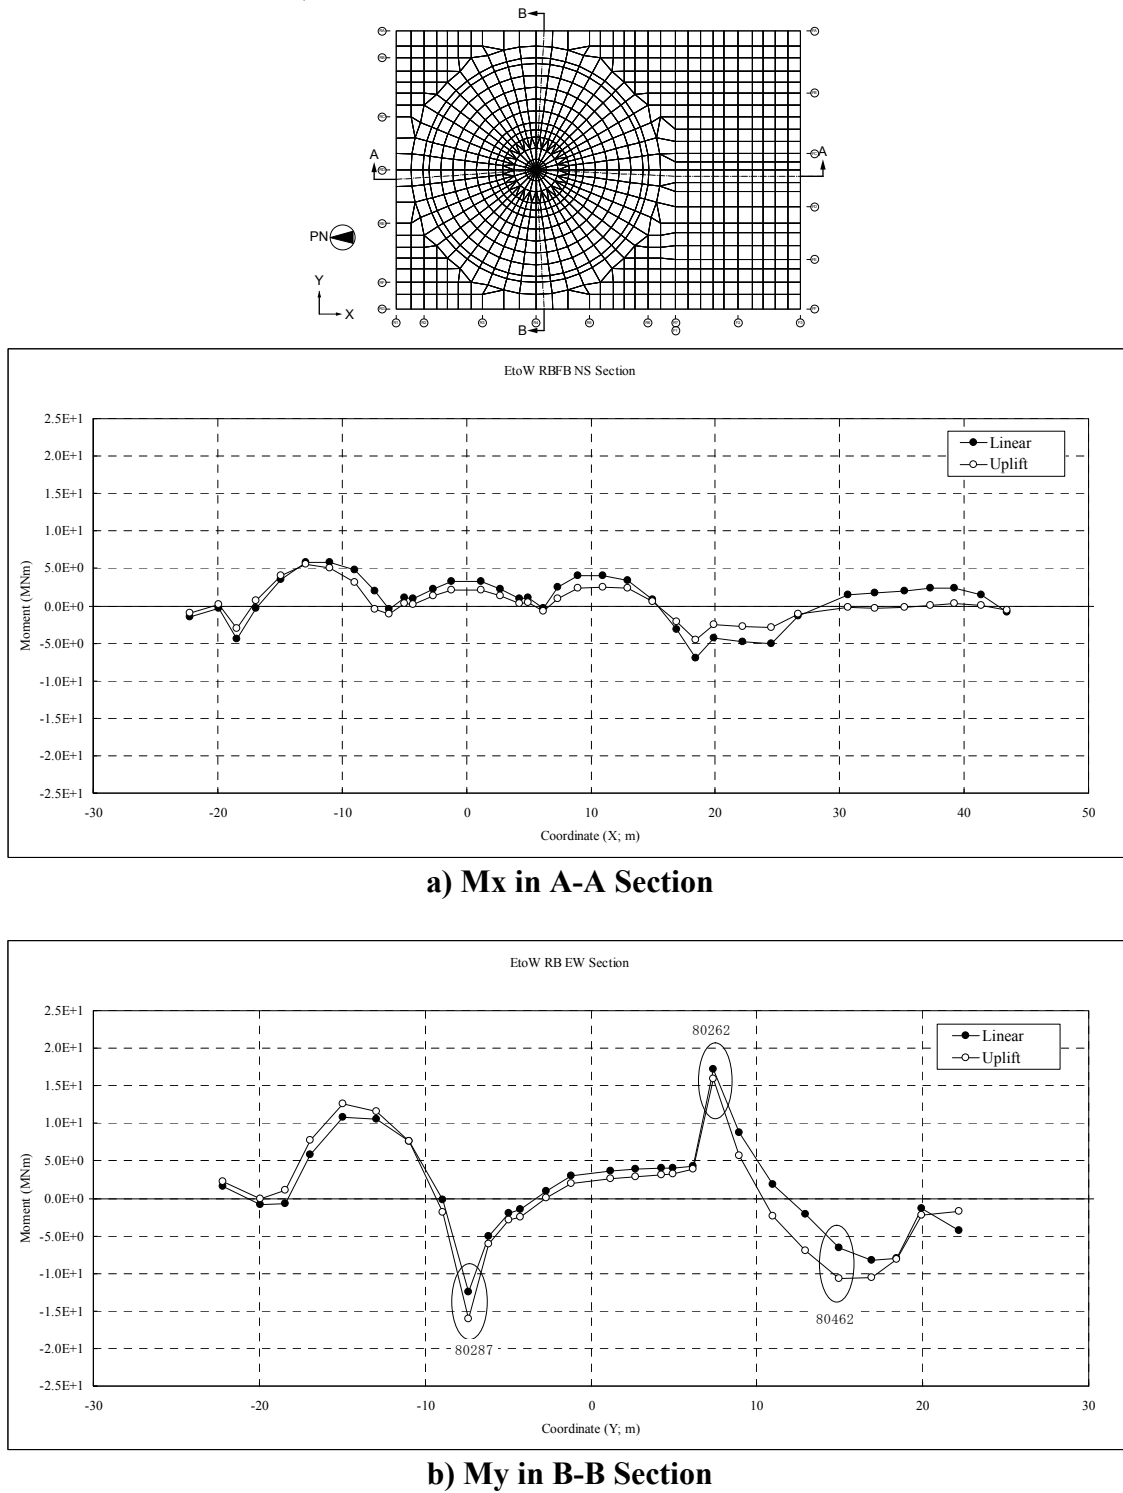 B
A
A
PN
Y
X
B
EtoW RBFB NS Section
2.5E+1
2.0E+1
1.5E+1
1.0E+1
5.0E+0
0.0E+0
-5.0E+0
-1.0E+1
-1.5E+1
-2.0E+1
-2.5E+1
Moment (MNm)
Linear
Uplift
-30 -20 -10 0 10 20 30 40 50
Coordinate (X; m)
a) Mx in A-A Section
EtoW RB EW Section
2.5E+1
2.0E+1
1.5E+1
1.0E+1
5.0E+0
0.0E+0
-5.0E+0
-1.0E+1
-1.5E+1
-2.0E+1
-2.5E+1
Moment (MNm)
80262
Linear
Uplift
80462
80287
-30 -20 -10 0 10 20 30
Coordinate (Y; m)
b) My in B-B Section